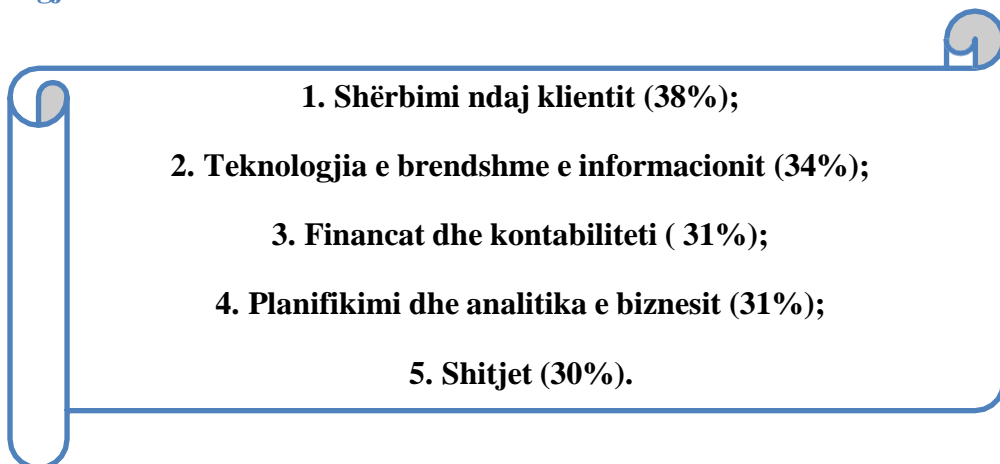 1. Shërbimi ndaj klientit (38%);
2. Teknologjia e brendshme e informacionit (34%);
3. Financat dhe kontabiliteti ( 31%);
4. Planifikimi dhe analitika e biznesit (31%);
5. Shitjet (30%).